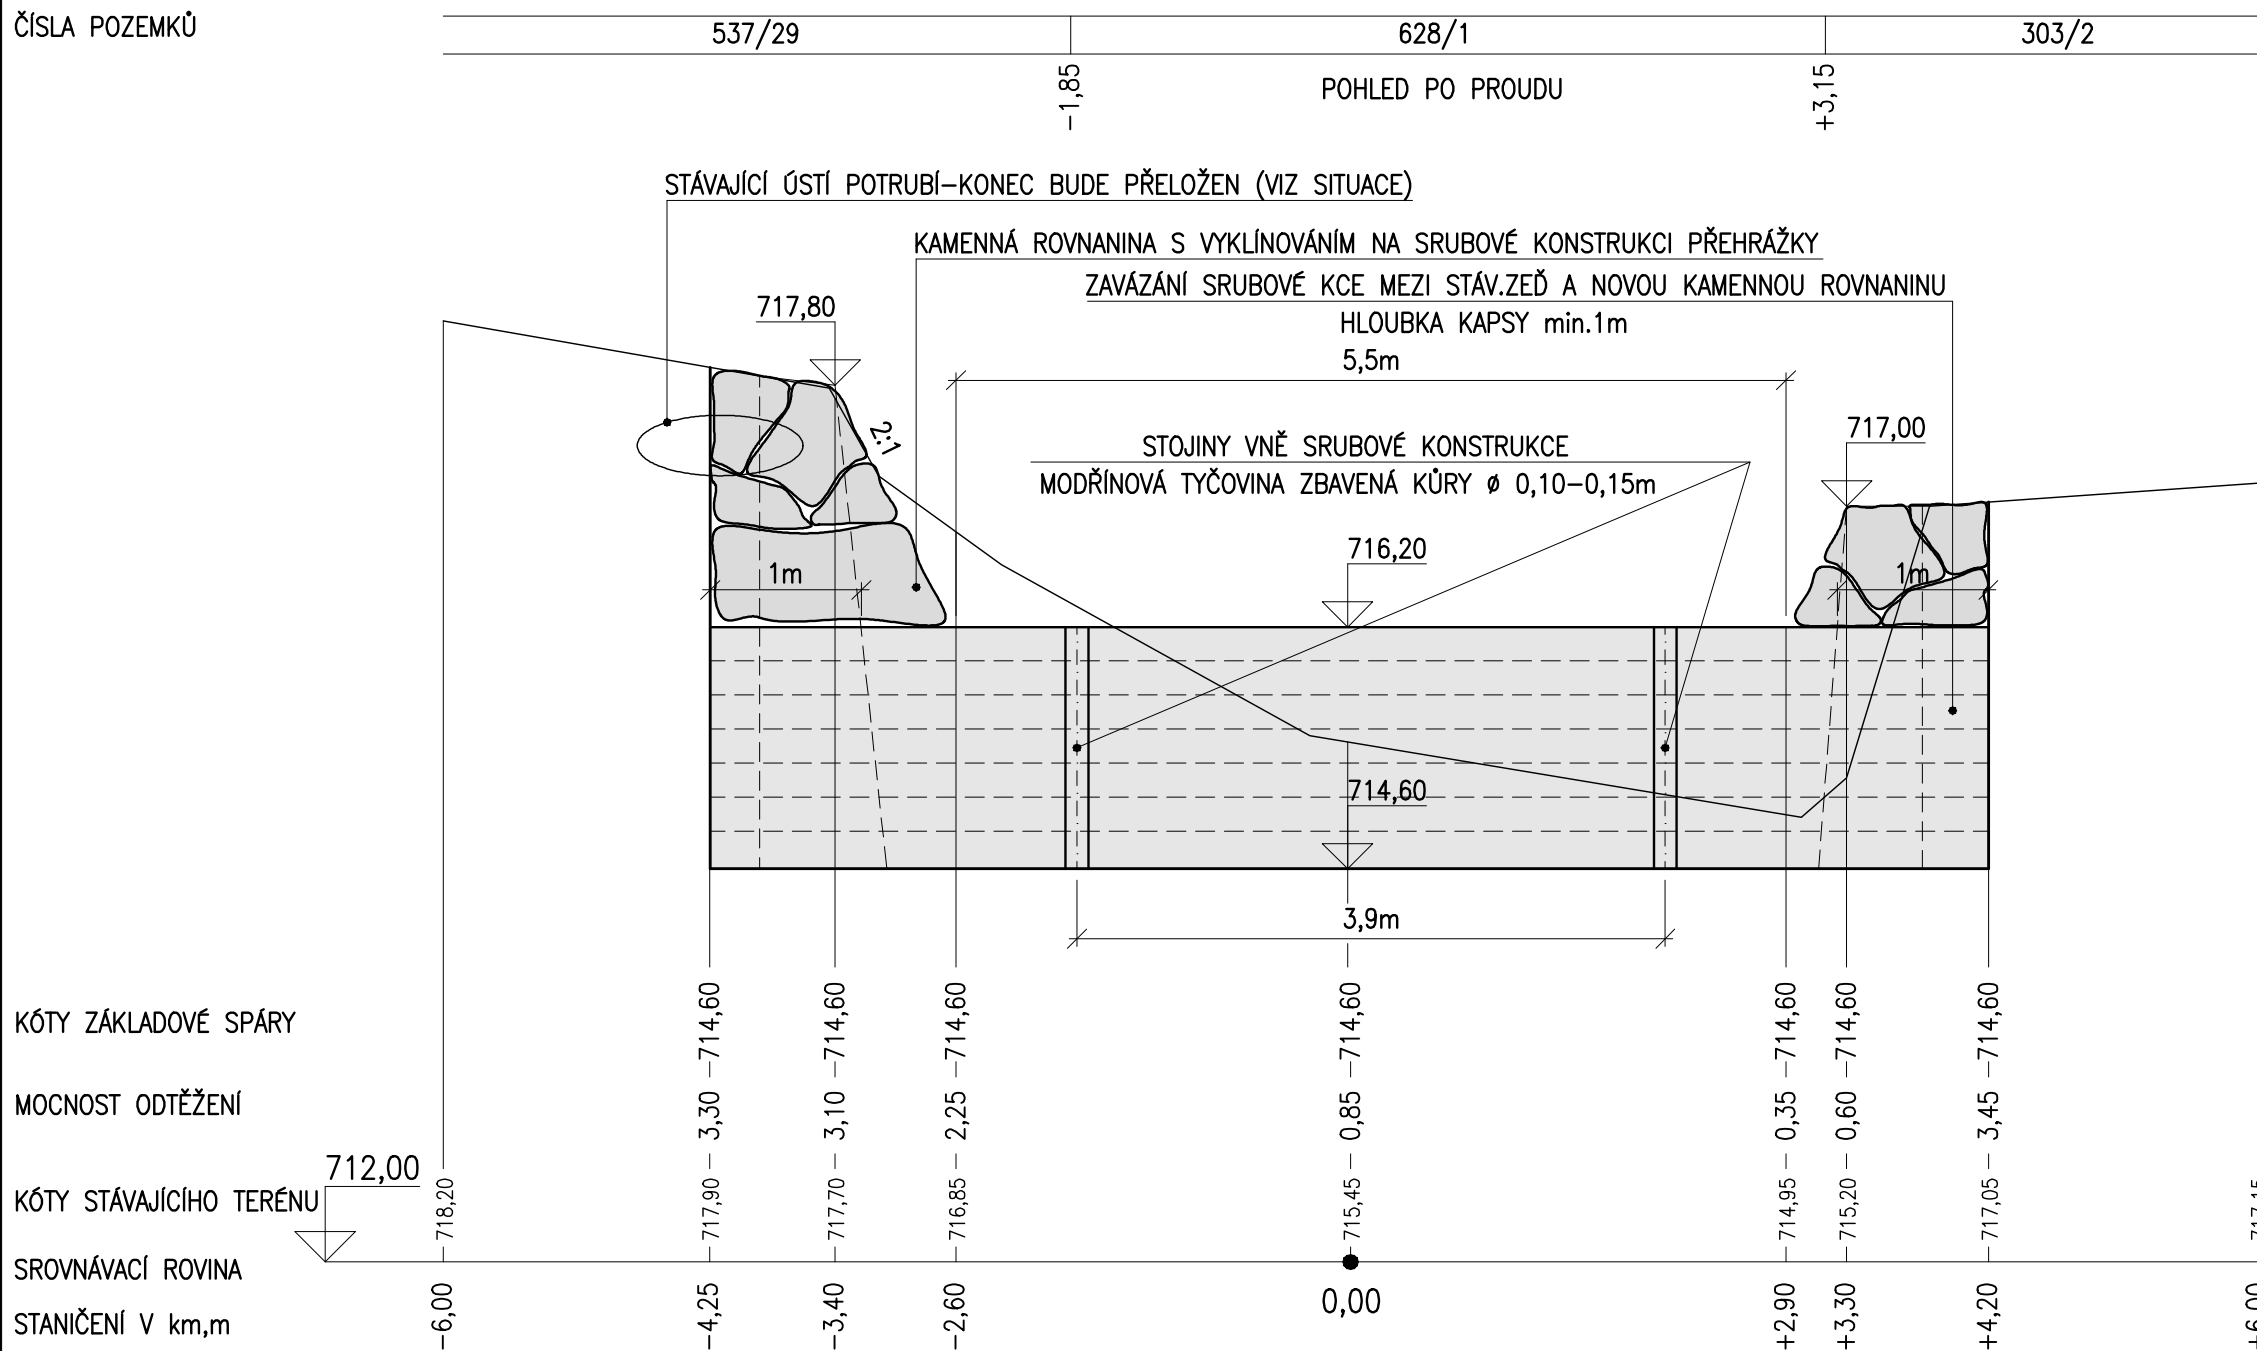 ČÍSLA POZEMKŮ
537/29 628/1 303/2
-1,85 +3,15
POHLED PO PROUDU
STÁVAJÍCÍ ÚSTÍ POTRUBÍ-KONEC BUDE PŘELOŽEN (VIZ SITUACE)
KAMENNÁ ROVNANINA S VYKLÍNOVÁNÍM NA SRUBOVÉ KONSTRUKCI PŘEHRÁŽKY
ZAVÁZÁNÍ SRUBOVÉ KCE MEZI STÁV.ZEĎ A NOVOU KAMENNOU ROVNANINU
717,80
HLOUBKA KAPSY min.1m
5,5m
2:1
717,00
STOJINY VNĚ SRUBOVÉ KONSTRUKCE
MODŘÍNOVÁ TYČOVINA ZBAVENÁ KŮRY ø 0,10-0,15m
716,20
1m 1m
714,60
3,9m
KÓTY ZÁKLADOVÉ SPÁRY
714,60 714,60 714,60 714,60 714,60 714,60 714,60
MOCNOST ODTĚŽENÍ
3,30 3,10 2,25 0,85 0,35 0,60 3,45
712,00
KÓTY STÁVAJÍCÍHO TERÉNU
718,20 717,90 717,70 716,85 715,45 714,95 715,20 717,05
SROVNÁVACÍ ROVINA
STANIČENÍ V km,m
-6,00 -4,25 -3,40 -2,60 0,00 +2,90 +3,30 +4,20 +6,00